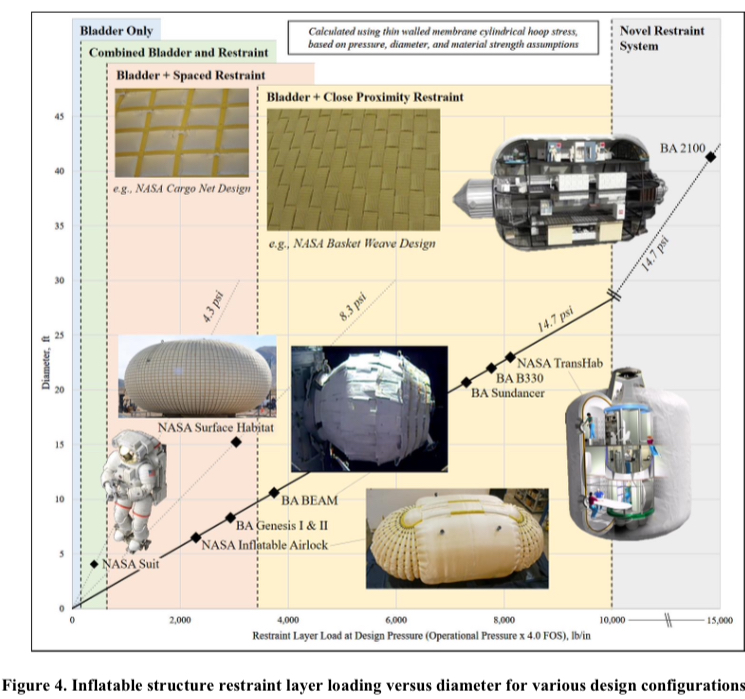 Bladder Only
Combined Bladder and Restraint
Bladder + Spaced Restraint
Bladder + Close Proximity Restraint
Novel Restraint
System
Calculated using thin walled membrane cylindrical hoop stress,
based on pressure, diameter, and material strength assumptions
e.g., NASA Cargo Net Design
e.g., NASA Basket Weave Design
BA 2100
14.7 psi
4.3 psi
8.3 psi
14.7 psi
NASA TransHab
BA B330
BA Sundancer
NASA Surface Habitat
BA BEAM
BA Genesis I & II
NASA Inflatable Airlock
NASA Suit
Diameter, ft
45
40
35
30
25
20
15
10
5
0
0
2,000
4,000
6,000
8,000
10,000
15,000
Restraint Layer Load at Design Pressure (Operational Pressure x 4.0 FOS), lb/in
Figure 4. Inflatable structure restraint layer loading versus diameter for various design configurations